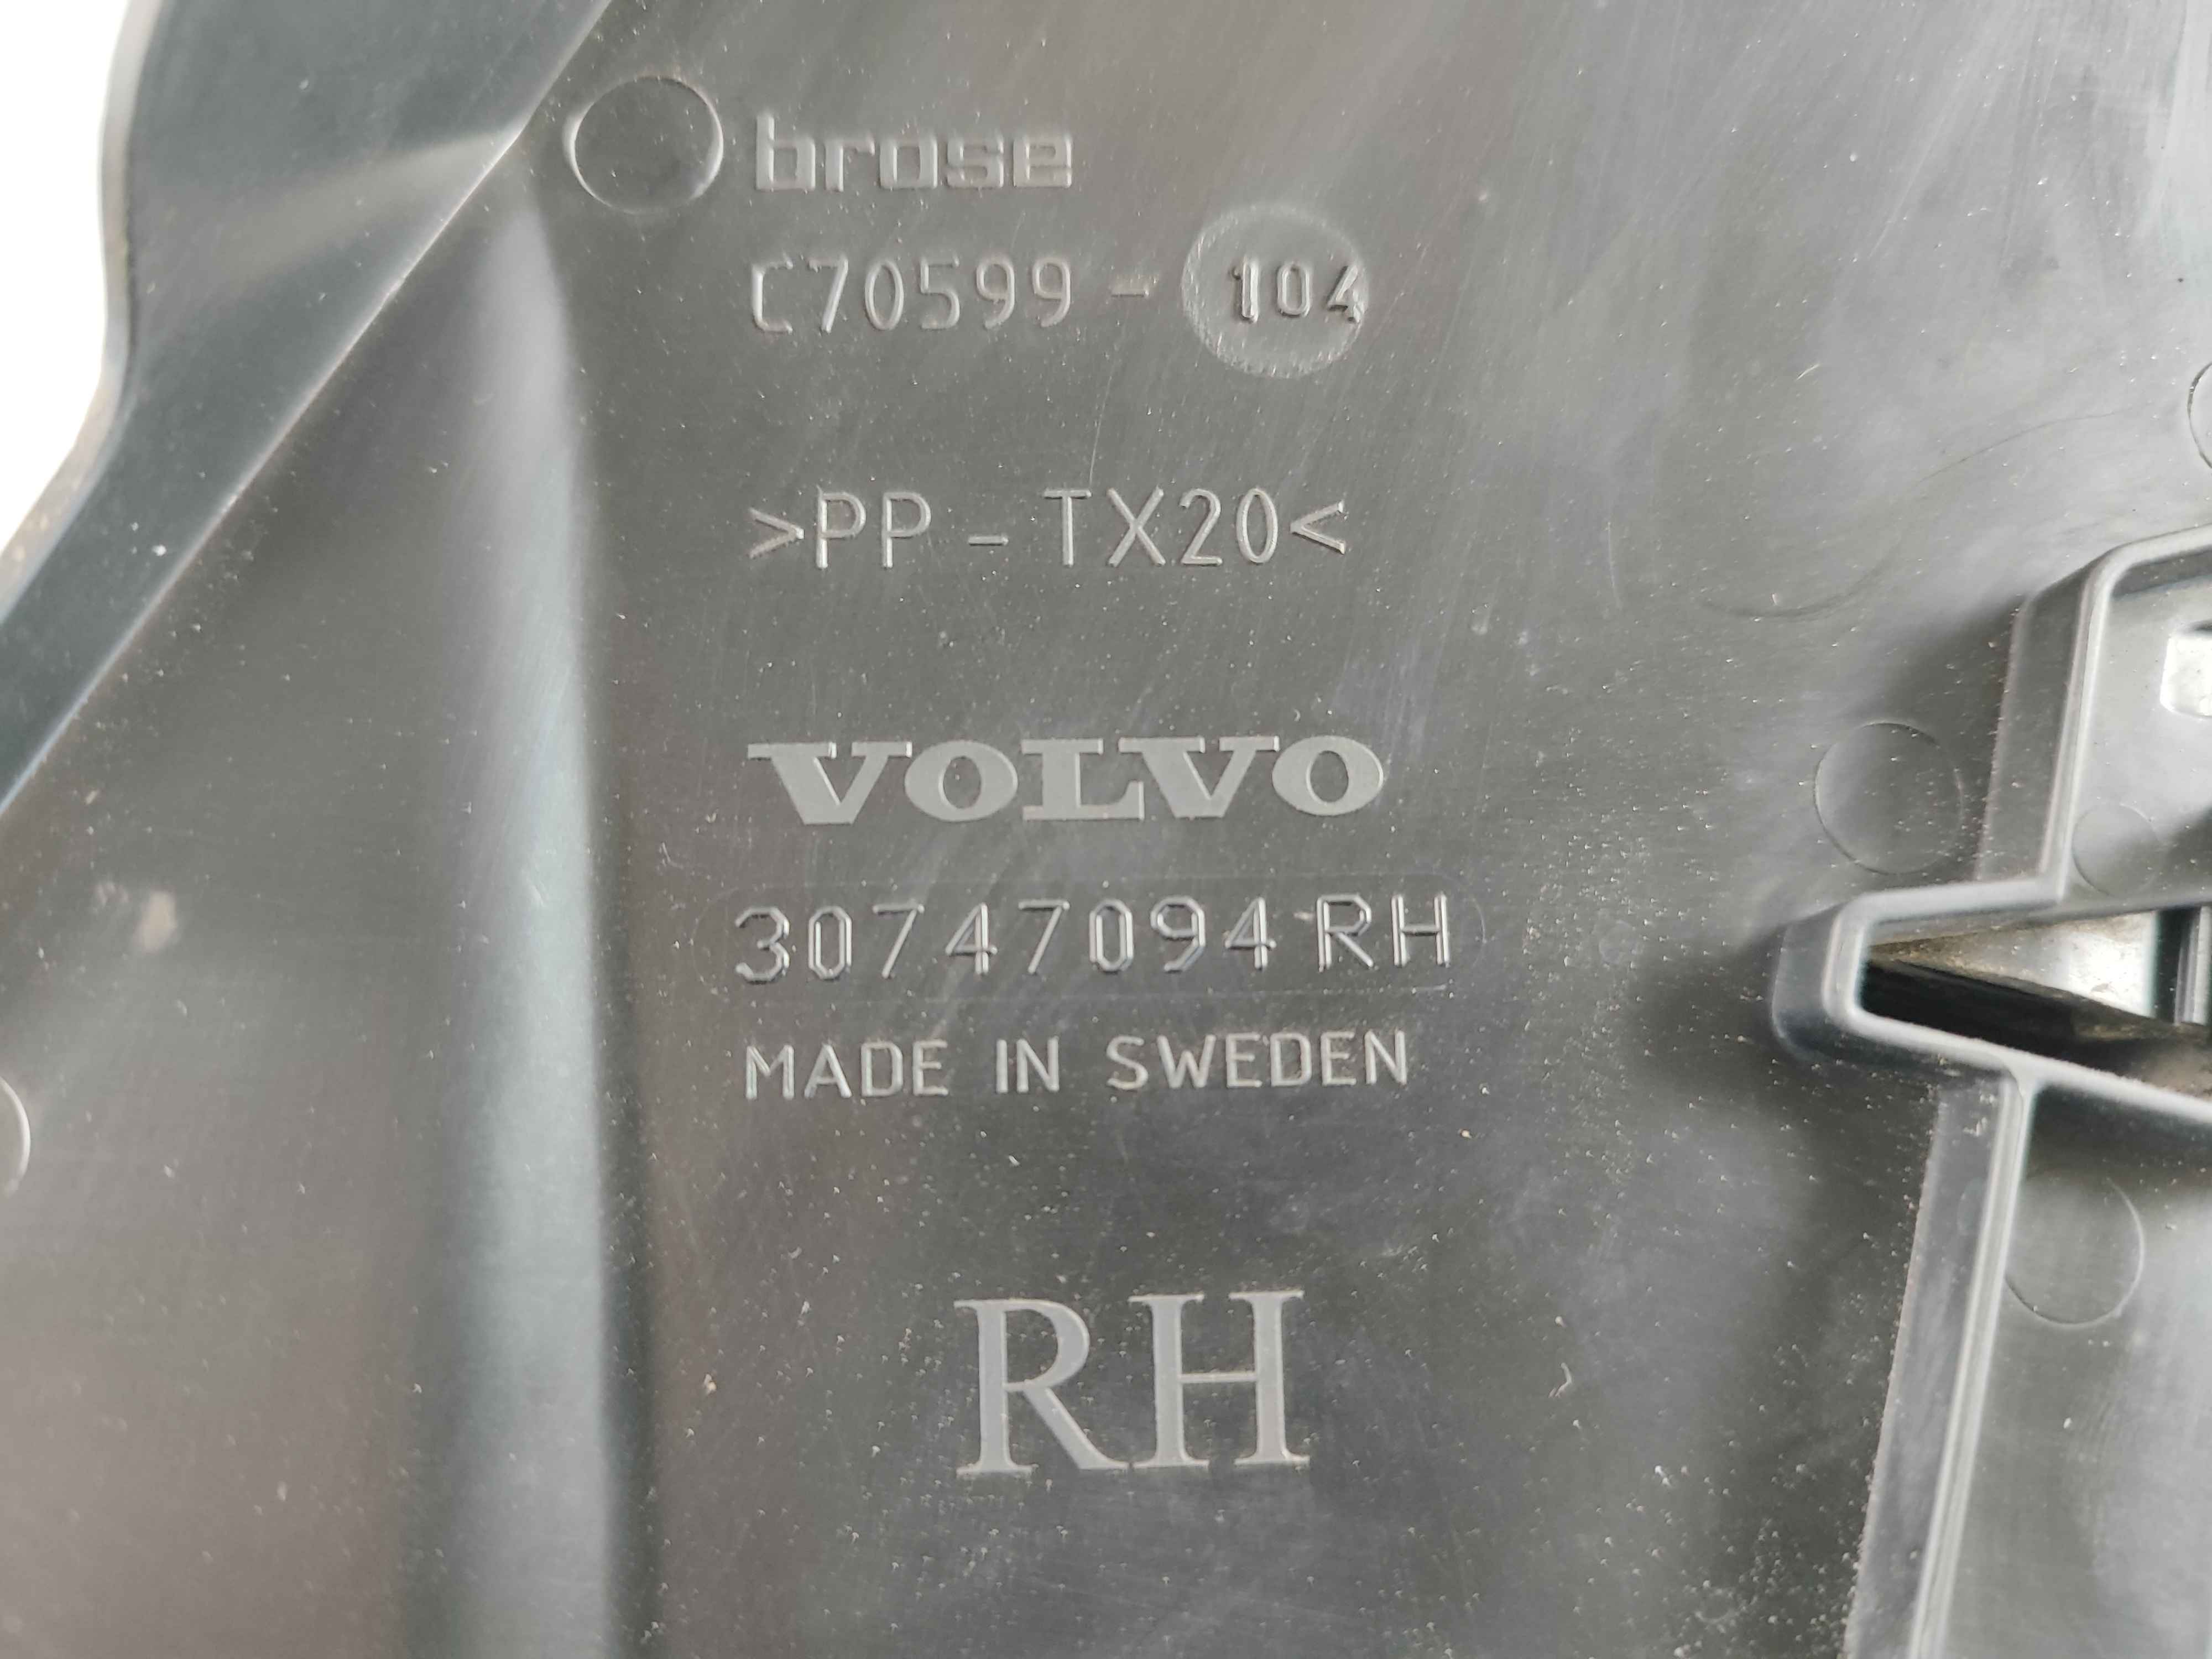 brose
C70599-104
>PP-TX20<
VOLVO
30747094 RH
MADE IN SWEDEN
RH